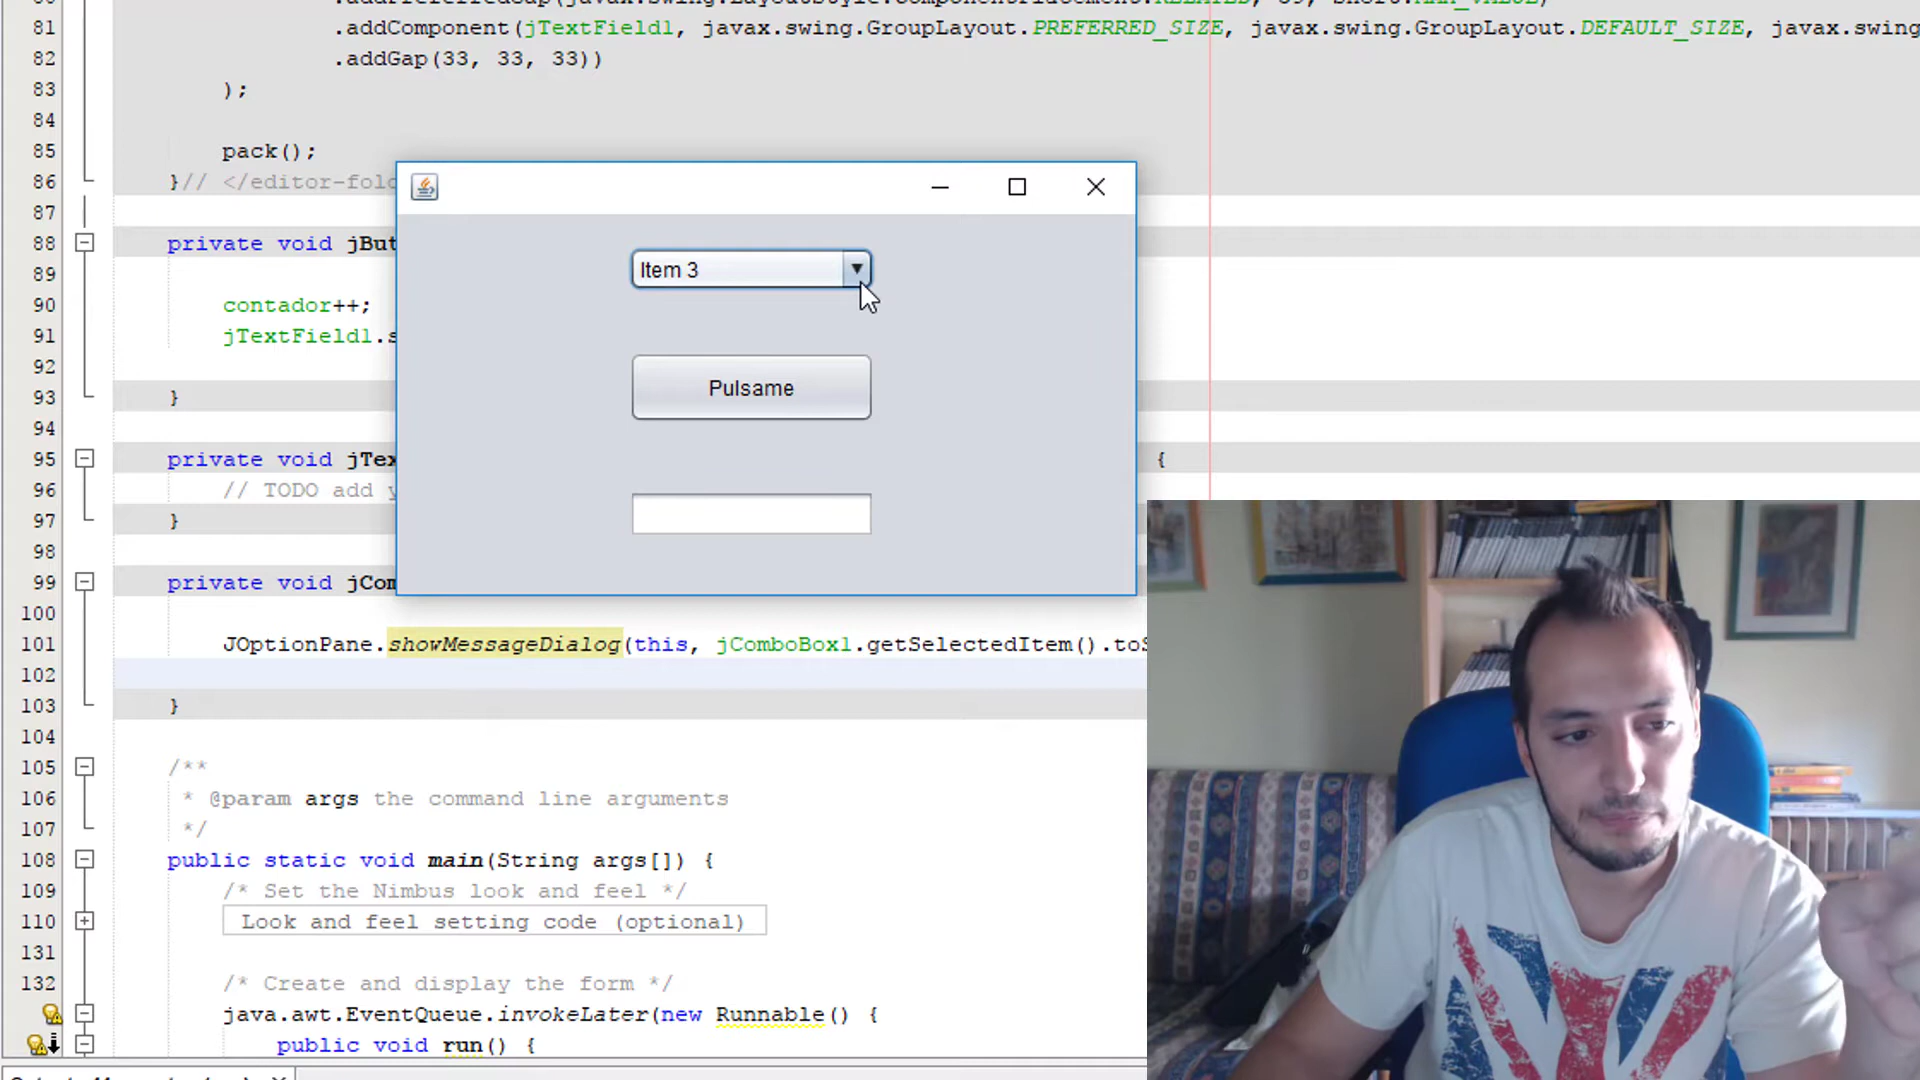 81 .addComponent(jTextField1, javax.swing.GroupLayout.PREFERRED_SIZE, javax.swing.GroupLayout.DEFAULT_SIZE, javax.swing
82 .addGap(33, 33, 33))
83 );
84
85 pack();
86 }// </editor-fold
87
88 private void jBut
89
90 contador++;
91 jTextField1.s
92
93 }
94
95 private void jTex {
96 // TODO add y
97 }
98
99 private void jCom
100
101 JOptionPane.showMessageDialog(this, jComboBox1.getSelectedItem().toS
102
103 }
104
105 /**
106 * @param args the command line arguments
107 */
108 public static void main(String args[]) {
109 /* Set the Nimbus look and feel */
110 Look and feel setting code (optional)
131
132 /* Create and display the form */
java.awt.EventQueue.invokeLater(new Runnable() {
public void run() {
Item 3
Pulsame